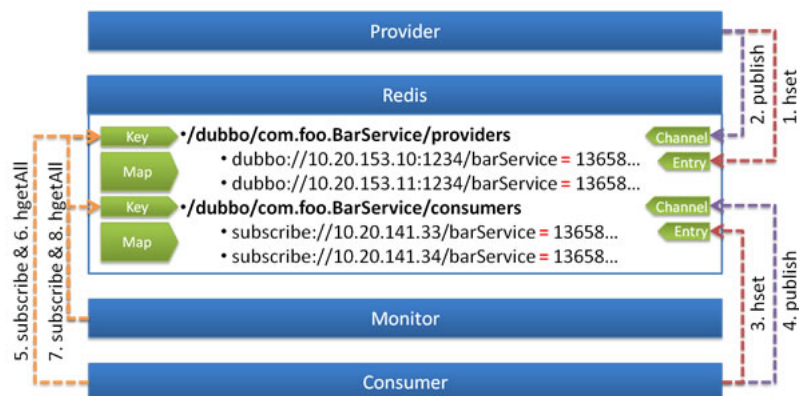 Provider
2. publish
1. hset
Redis
Key
•/dubbo/com.foo.BarService/providers
Channel
Map
• dubbo://10.20.153.10:1234/barService = 13658...
Entry
• dubbo://10.20.153.11:1234/barService = 13658...
Key
•/dubbo/com.foo.BarService/consumers
Channel
Map
• subscribe://10.20.141.33/barService = 13658...
Entry
• subscribe://10.20.141.34/barService = 13658...
5. subscribe & 6. hgetAll
7. subscribe & 8. hgetAll
3. hset
4. publish
Monitor
Consumer